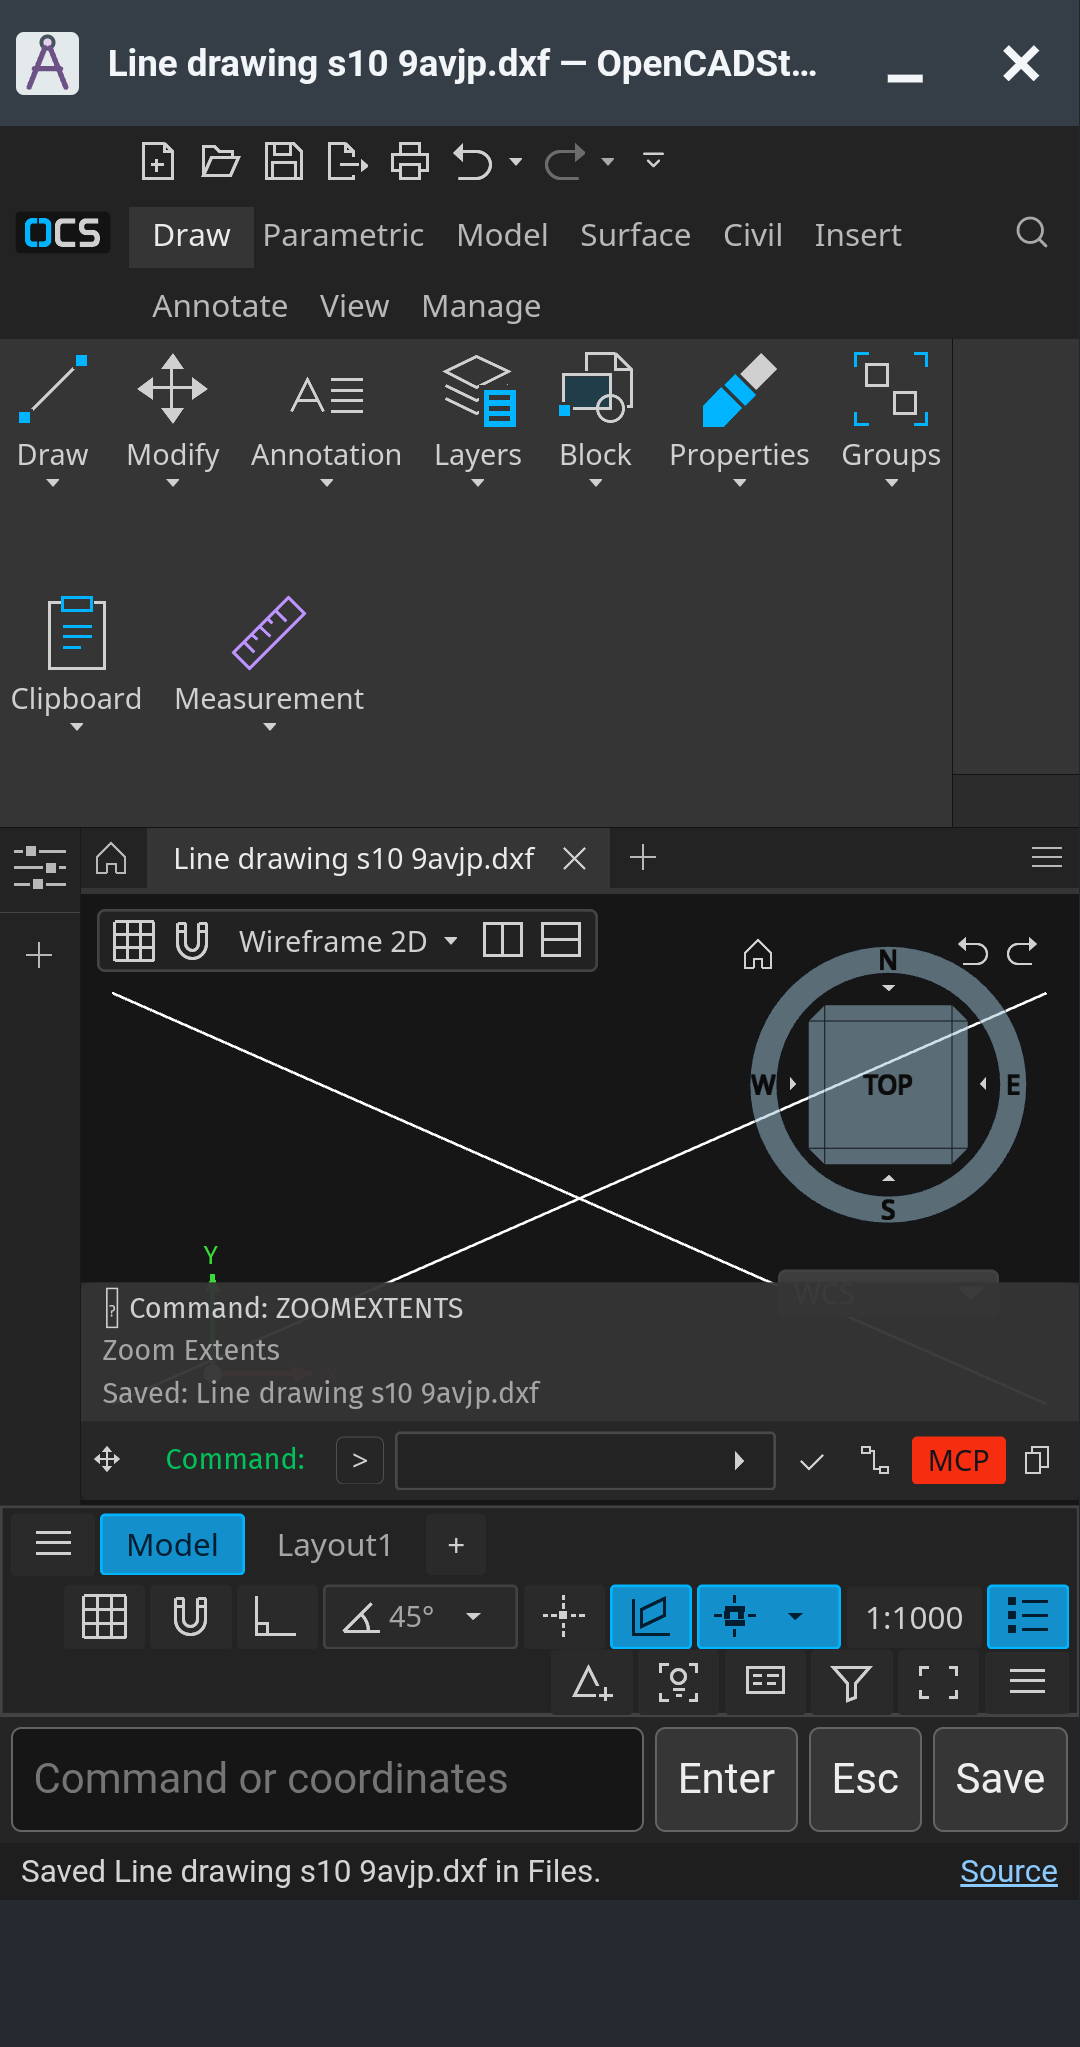 Line drawing s10 9avjp.dxf — OpenCADSt...
OCS
Draw Parametric Model Surface Civil Insert
Annotate View Manage
Draw Modify Annotation Layers Block Properties Groups
Clipboard Measurement
Line drawing s10 9avjp.dxf
Wireframe 2D
N
W TOP E
S
Y
WCS
Command: ZOOMEXTENTS
Zoom Extents
Saved: Line drawing s10 9avjp.dxf
Command: > MCP
Model Layout1 +
45° 1:1000
Command or coordinates Enter Esc Save
Saved Line drawing s10 9avjp.dxf in Files. Source